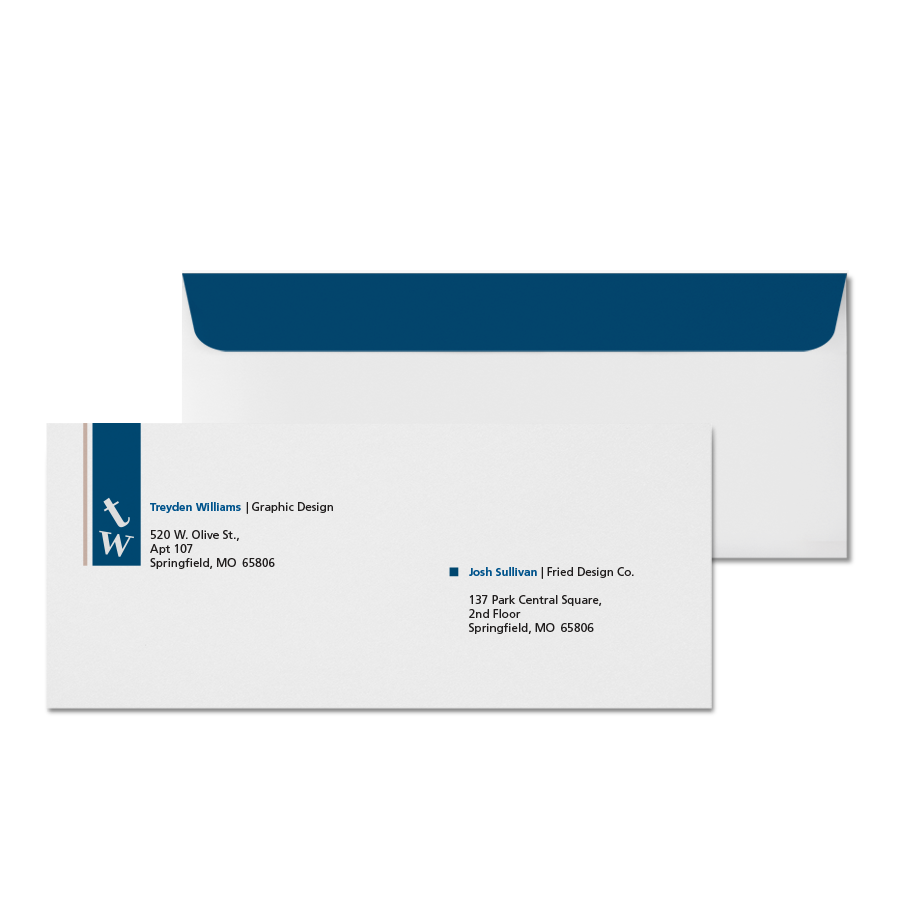 t
w
Treyden Williams | Graphic Design
520 W. Olive St.,
Apt 107
Springfield, MO 65806
Josh Sullivan | Fried Design Co.
137 Park Central Square,
2nd Floor
Springfield, MO 65806